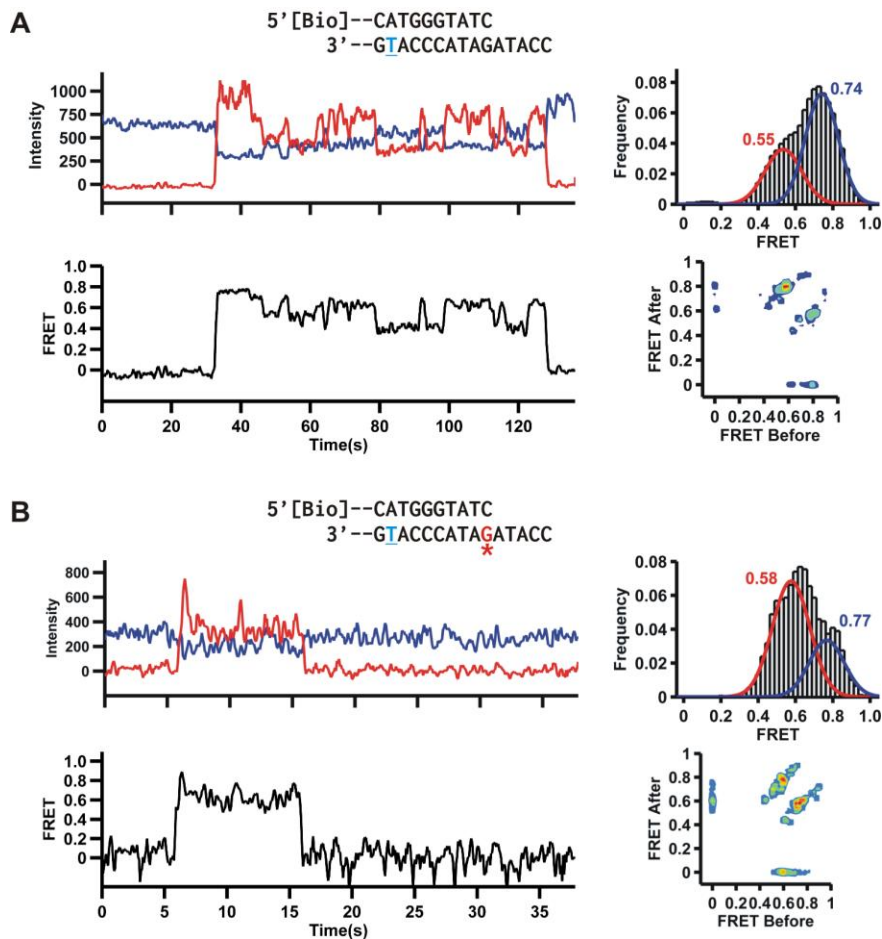 A
5'[Bio]--CATGGGTATC
3'--GTACCCATAGATACC
Intensity
1000
750
500
250
0
0.08
0.06
0.04
0.02
0
Frequency
0.55
0.74
0 0.2 0.4 0.6 0.8 1.0
FRET
FRET
1.0
0.8
0.6
0.4
0.2
0
0 20 40 60 80 100 120
Time(s)
FRET After
1
0.8
0.6
0.4
0.2
0
0 0.20.40.60.8 1
FRET Before
B
5'[Bio]--CATGGGTATC
3'--GTACCCATAGATACC
*
Intensity
800
600
400
200
0
Frequency
0.08
0.06
0.04
0.02
0
0.58
0.77
0 0.2 0.4 0.6 0.8 1.0
FRET
FRET
1.0
0.8
0.6
0.4
0.2
0
0 5 10 15 20 25 30 35
Time(s)
FRET After
1
0.8
0.6
0.4
0.2
0
0 0.20.40.60.8 1
FRET Before